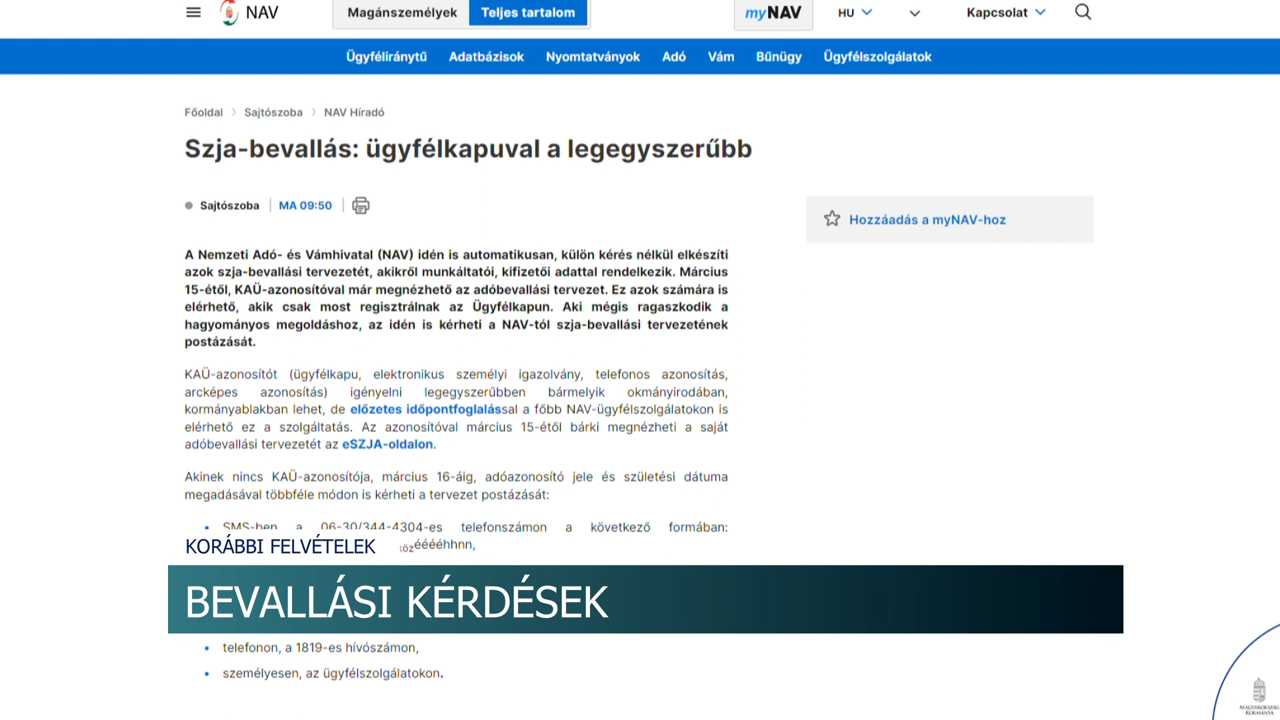 NAV
Magánszemélyek
Teljes tartalom
myNAV
HU
Kapcsolat
Ügyféliránytű Adatbázisok Nyomtatványok Adó Vám Bűnügy Ügyfélszolgálatok
Főoldal Sajtószoba NAV Híradó
Szja-bevallás: ügyfélkapuval a legegyszerűbb
Sajtószoba MA 09:50
Hozzáadás a myNAV-hoz
A Nemzeti Adó- és Vámhivatal (NAV) idén is automatikusan, külön kérés nélkül elkészíti
azok szja-bevallási tervezetét, akikről munkáltatói, kifizetői adattal rendelkezik. Március
15-étől, KAÜ-azonosítóval már megnézhető az adóbevallási tervezet. Ez azok számára is
elérhető, akik csak most regisztrálnak az Ügyfélkapun. Aki mégis ragaszkodik a
hagyományos megoldáshoz, az idén is kérheti a NAV-tól szja-bevallási tervezetének
postázását.
KAÜ-azonosítót (ügyfélkapu, elektronikus személyi igazolvány, telefonos azonosítás,
arcképes azonosítás) igényelni legegyszerűbben bármelyik okmányirodában,
kormányablakban lehet, de előzetes időpontfoglalással a főbb NAV-ügyfélszolgálatokon is
elérhető ez a szolgáltatás. Az azonosítóval március 15-étől bárki megnézheti a saját
adóbevallási tervezetét az eSZJA-oldalon.
Akinek nincs KAÜ-azonosítója, március 16-áig, adóazonosító jele és születési dátuma
megadásával többféle módon is kérheti a tervezet postázását:
SMS-ben a 06-30/344-4304-es telefonszámon a következő formában:
KORÁBBI FELVÉTELEK
ééééhhnn,
BEVALLÁSI KÉRDÉSEK
telefonon, a 1819-es hívószámon,
személyesen, az ügyfélszolgálatokon.
MAGYARORSZÁG
KORMÁNYA